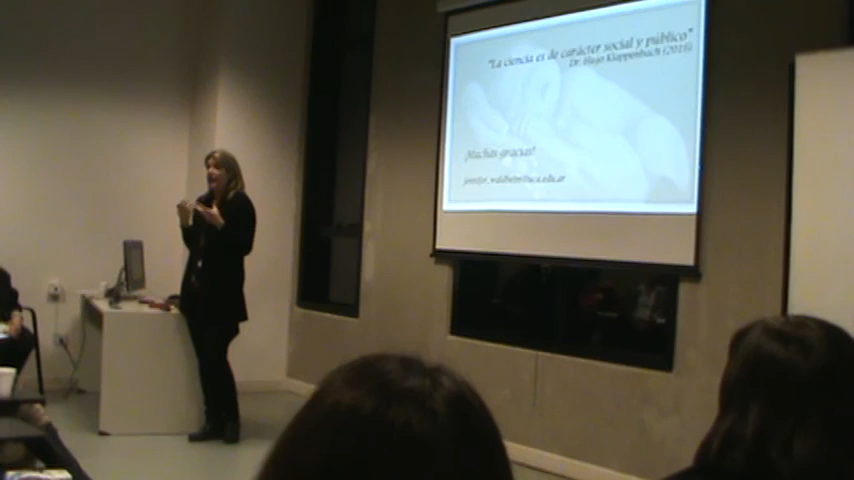 "La ciencia es de carácter social y público"
Dr. Hugo Klappenbach (2016)
¡Muchas gracias!